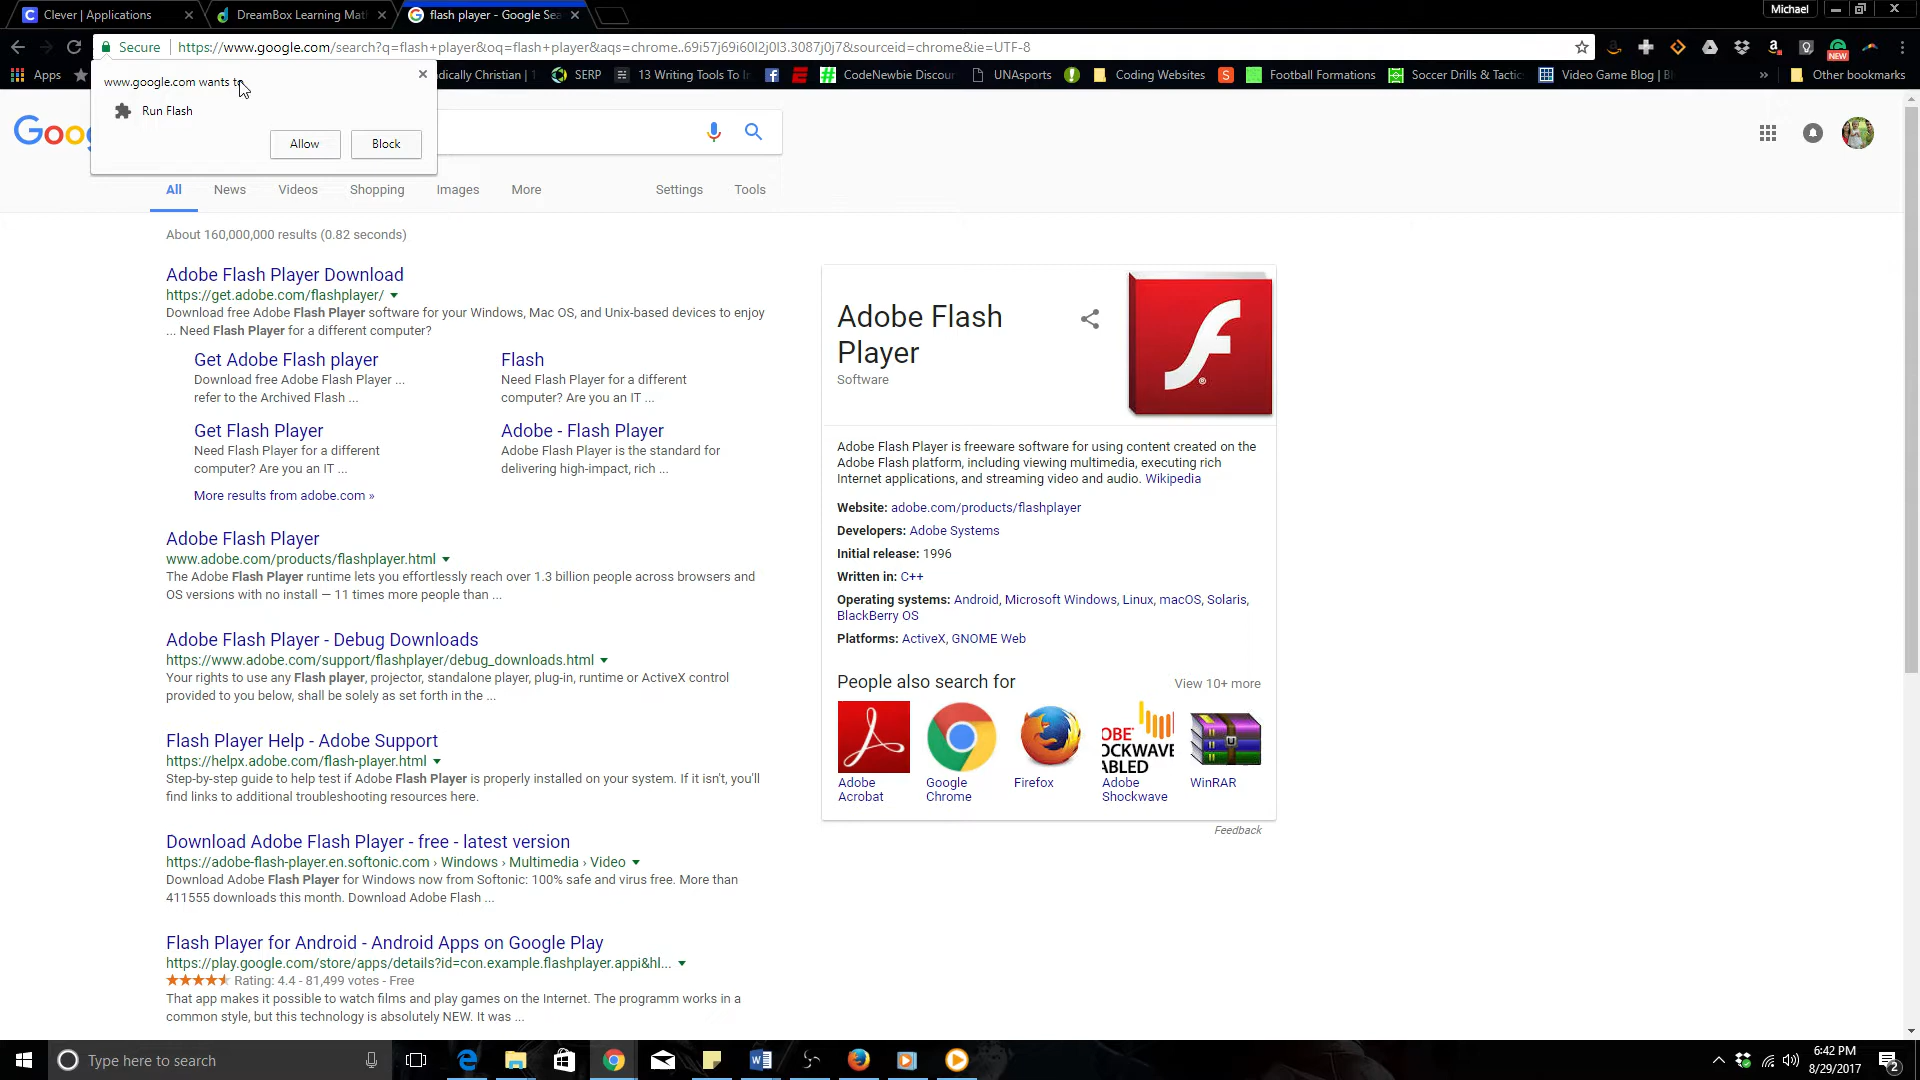 Clever | Applications
DreamBox Learning Mat
flash player - Google Sea
Michael
Secure
https://www.google.com/search?q=flash+player&oq=flash+player&aqs=chrome..69i57j69i60l2j0l3.3087j0j7&sourceid=chrome&ie=UTF-8
NEW
Apps
dically Christian | 1
SERP
13 Writing Tools To I
CodeNewbie Discour
UNAsports
Coding Websites
Football Formations
Soccer Drills & Tactic
Video Game Blog | B
»
Other bookmarks
www.google.com wants to
Run Flash
Allow
Block
Goo
All
News
Videos
Shopping
Images
More
Settings
Tools
About 160,000,000 results (0.82 seconds)
Adobe Flash Player Download
https://get.adobe.com/flashplayer/
Download free Adobe Flash Player software for your Windows, Mac OS, and Unix-based devices to enjoy
... Need Flash Player for a different computer?
Get Adobe Flash player
Download free Adobe Flash Player ...
refer to the Archived Flash ...
Flash
Need Flash Player for a different
computer? Are you an IT ...
Get Flash Player
Need Flash Player for a different
computer? Are you an IT ...
Adobe - Flash Player
Adobe Flash Player is the standard for
delivering high-impact, rich ...
More results from adobe.com »
Adobe Flash Player
www.adobe.com/products/flashplayer.html
The Adobe Flash Player runtime lets you effortlessly reach over 1.3 billion people across browsers and
OS versions with no install — 11 times more people than ...
Adobe Flash Player - Debug Downloads
https://www.adobe.com/support/flashplayer/debug_downloads.html
Your rights to use any Flash player, projector, standalone player, plug-in, runtime or ActiveX control
provided to you below, shall be solely as set forth in the ...
Flash Player Help - Adobe Support
https://helpx.adobe.com/flash-player.html
Step-by-step guide to help test if Adobe Flash Player is properly installed on your system. If it isn't, you'll
find links to additional troubleshooting resources here.
Download Adobe Flash Player - free - latest version
https://adobe-flash-player.en.softonic.com › Windows › Multimedia › Video
Download Adobe Flash Player for Windows now from Softonic: 100% safe and virus free. More than
411555 downloads this month. Download Adobe Flash ...
Flash Player for Android - Android Apps on Google Play
https://play.google.com/store/apps/details?id=con.example.flashplayer.appi&hl...
Rating: 4.4 - 81,499 votes - Free
That app makes it possible to watch films and play games on the Internet. The programm works in a
common style, but this technology is absolutely NEW. It was ...
Adobe Flash
Player
Software
Adobe Flash Player is freeware software for using content created on the
Adobe Flash platform, including viewing multimedia, executing rich
Internet applications, and streaming video and audio. Wikipedia
Website: adobe.com/products/flashplayer
Developers: Adobe Systems
Initial release: 1996
Written in: C++
Operating systems: Android, Microsoft Windows, Linux, macOS, Solaris,
BlackBerry OS
Platforms: ActiveX, GNOME Web
People also search for
View 10+ more
OBE
OCKWAVE
ABLED
Adobe
Acrobat
Google
Chrome
Firefox
Adobe
Shockwave
WinRAR
Feedback
Type here to search
6:42 PM
8/29/2017
2